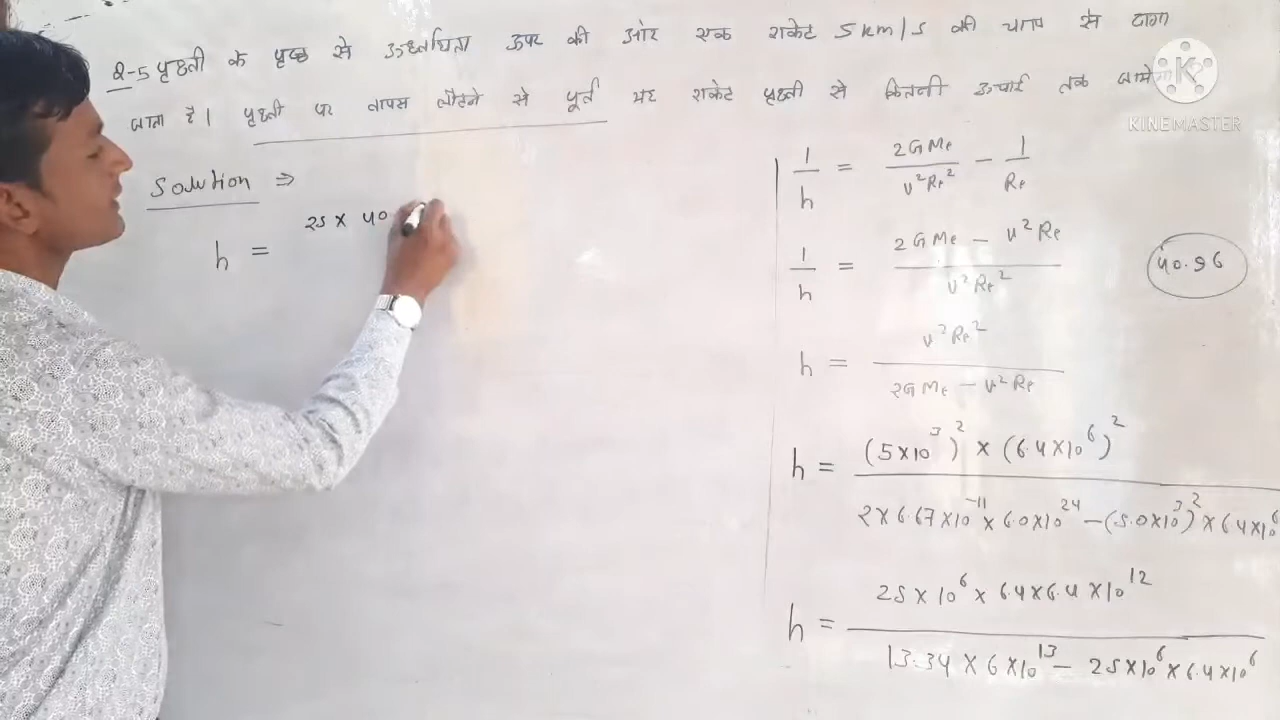 Q-5 पृथ्वी के पृष्ठ से ऊर्ध्वाधरतः ऊपर की ओर एक राकेट 5 km/s की चाल से दागा
जाता है। पृथ्वी पर वापस लौटने से पूर्व यह राकेट पृथ्वी से कितनी ऊंचाई तक जायेगा
KINEMASTER
Solution ⇒
h = 25 × 40
1/h = 2GMe/v²Re² − 1/Re
1/h = (2GMe − v²Re)/v²Re²
40.96
h = v²Re²/(2GMe − v²Re)
h = (5×10³)² × (6.4×10⁶)²
2×6.67×10⁻¹¹×6.0×10²⁴ −(5.0×10³)²×6.4×10⁶
h = 25×10⁶×6.4×6.4×10¹²
13.34×6×10¹³ − 25×10⁶×6.4×10⁶